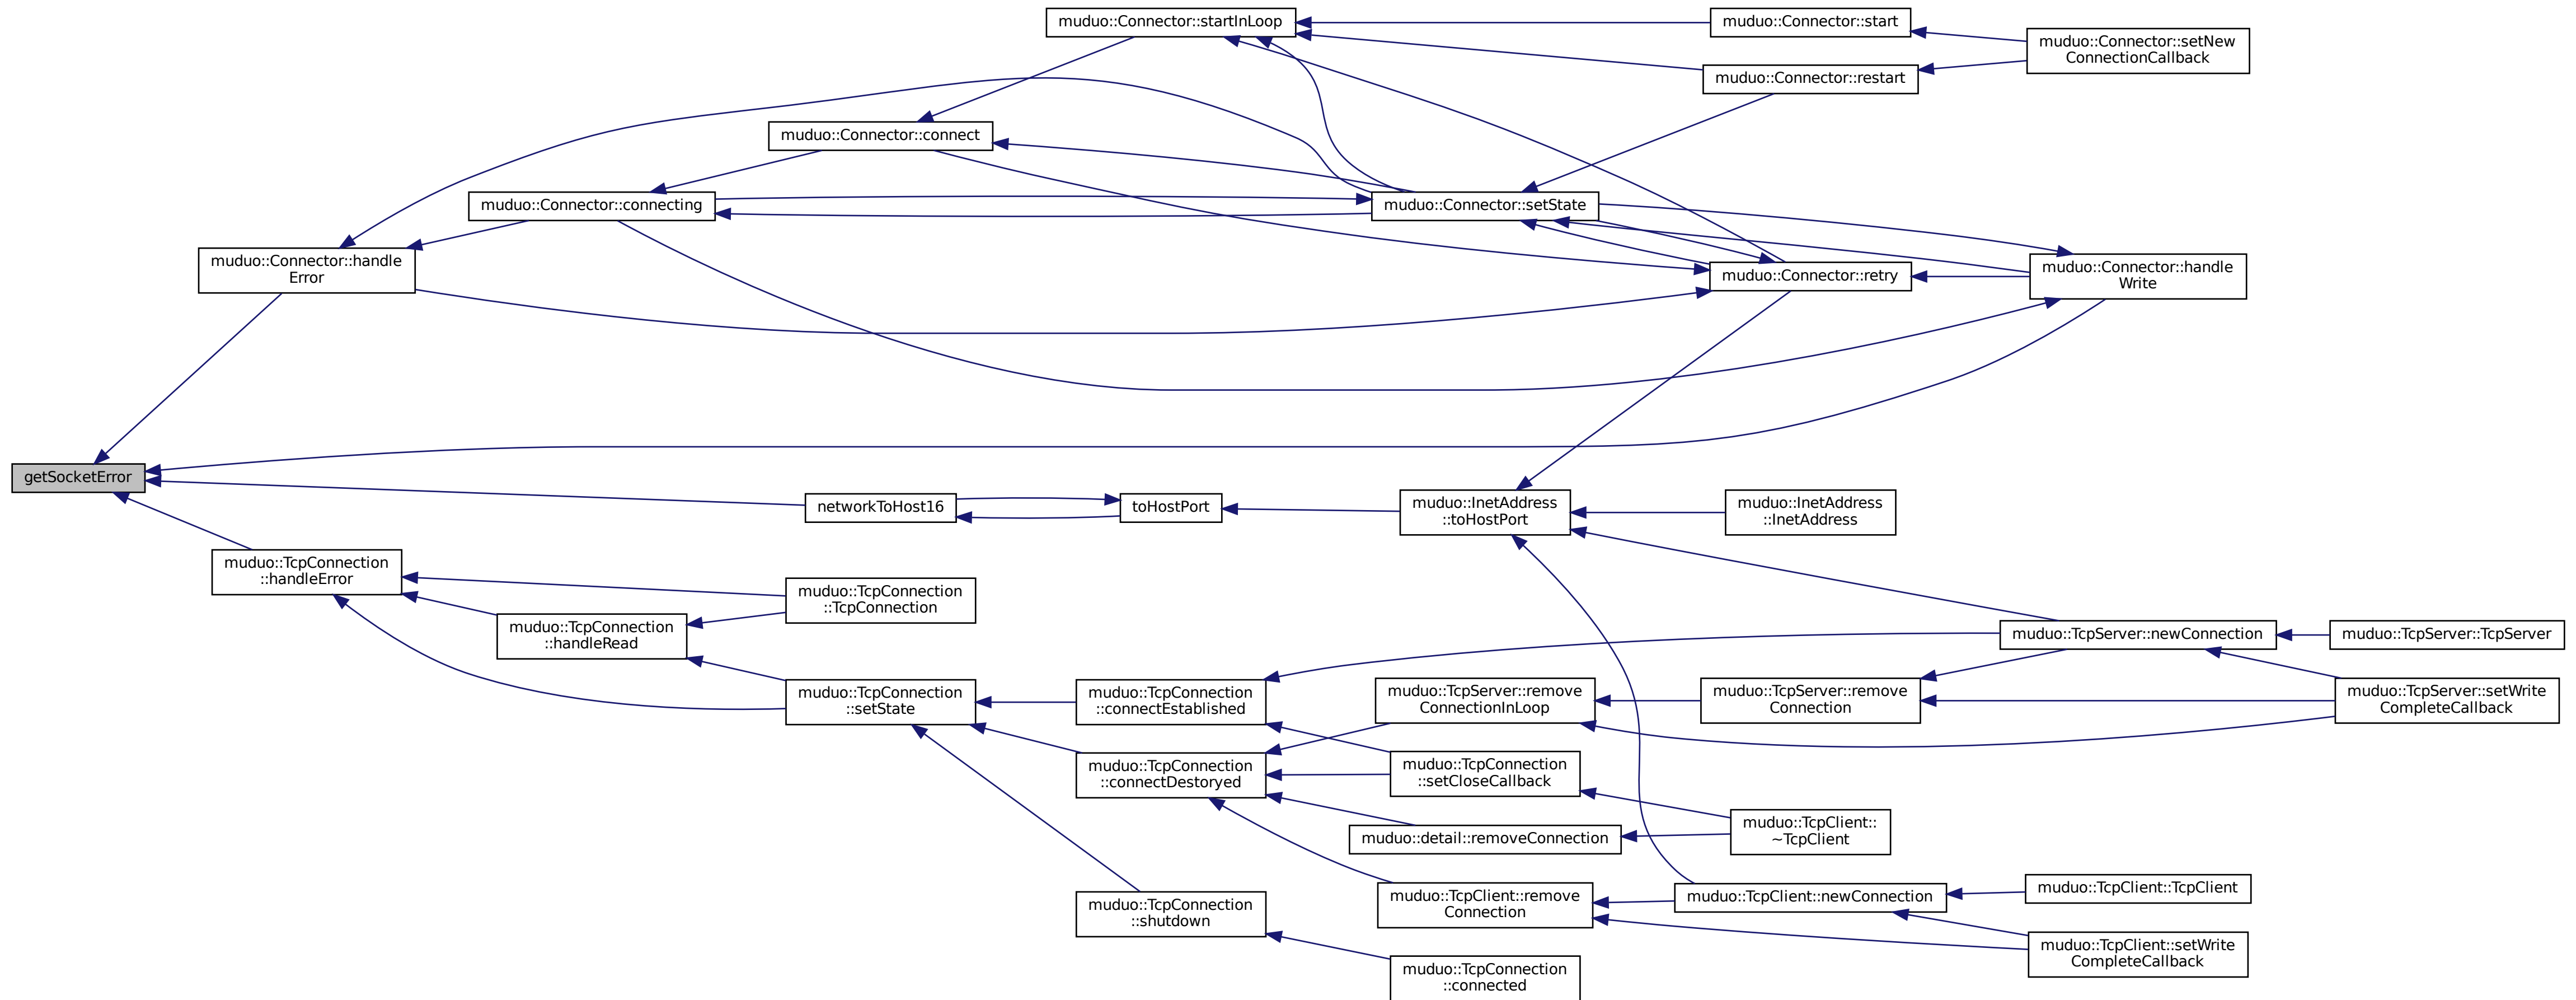 muduo::Connector::startInLoop
muduo::Connector::start
muduo::Connector::setNew
ConnectionCallback
muduo::Connector::restart
muduo::Connector::connect
muduo::Connector::connecting
muduo::Connector::setState
muduo::Connector::handle
Error
muduo::Connector::retry
muduo::Connector::handle
Write
getSocketError
networkToHost16
toHostPort
muduo::InetAddress
::toHostPort
muduo::InetAddress
::InetAddress
muduo::TcpConnection
::handleError
muduo::TcpConnection
::TcpConnection
muduo::TcpConnection
::handleRead
muduo::TcpServer::newConnection
muduo::TcpServer::TcpServer
muduo::TcpConnection
::setState
muduo::TcpConnection
::connectEstablished
muduo::TcpServer::remove
ConnectionInLoop
muduo::TcpServer::remove
Connection
muduo::TcpServer::setWrite
CompleteCallback
muduo::TcpConnection
::connectDestoryed
muduo::TcpConnection
::setCloseCallback
muduo::detail::removeConnection
muduo::TcpClient::
~TcpClient
muduo::TcpConnection
::shutdown
muduo::TcpClient::remove
Connection
muduo::TcpClient::newConnection
muduo::TcpClient::TcpClient
muduo::TcpClient::setWrite
CompleteCallback
muduo::TcpConnection
::connected